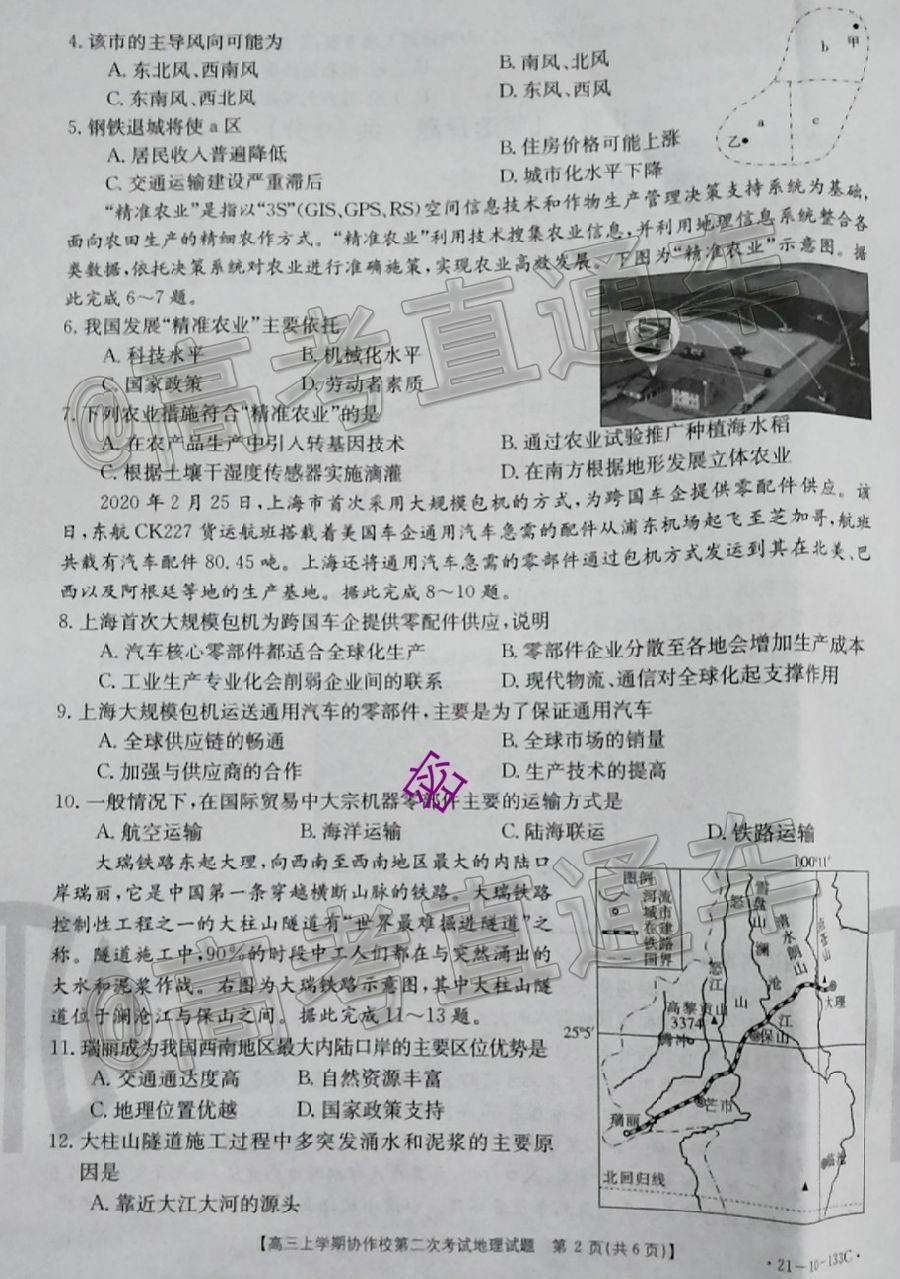 4. 该市的主导风向可能为
A. 东北风、西南风
B. 南风、北风
C. 东南风、西北风
D. 东风、西风
甲
b
a
c
乙
5. 钢铁退城将使 a 区
A. 居民收入普遍降低
B. 住房价格可能上涨
C. 交通运输建设严重滞后
D. 城市化水平下降
“精准农业”是指以“3S”(GIS、GPS、RS)空间信息技术和作物生产管理决策支持系统为基础,
面向农田生产的精细农作方式。“精准农业”利用技术搜集农业信息,并利用地理信息系统整合各
类数据,依托决策系统对农业进行准确施策,实现农业高效发展。下图为“精准农业”示意图。据
此完成6~7题。
6. 我国发展“精准农业”主要依托
A. 科技水平
B. 机械化水平
C. 国家政策
D. 劳动者素质
7. 下列农业措施符合“精准农业”的是
A. 在农产品生产中引入转基因技术
B. 通过农业试验推广种植海水稻
C. 根据土壤干湿度传感器实施滴灌
D. 在南方根据地形发展立体农业
2020年2月25日,上海市首次采用大规模包机的方式,为跨国车企提供零配件供应。该
日,东航CK227货运航班搭载着美国车企通用汽车急需的配件从浦东机场起飞至芝加哥,航班
共载有汽车配件80.45吨。上海还将通用汽车急需的零部件通过包机方式发运到其在北美、巴
西以及阿根廷等地的生产基地。据此完成8~10题。
8. 上海首次大规模包机为跨国车企提供零配件供应,说明
A. 汽车核心零部件都适合全球化生产
B. 零部件企业分散至各地会增加生产成本
C. 工业生产专业化会削弱企业间的联系
D. 现代物流、通信对全球化起支撑作用
9. 上海大规模包机运送通用汽车的零部件,主要是为了保证通用汽车
A. 全球供应链的畅通
B. 全球市场的销量
C. 加强与供应商的合作
D. 生产技术的提高
密
10. 一般情况下,在国际贸易中大宗机器零部件主要的运输方式是
A. 航空运输
B. 海洋运输
C. 陆海联运
D. 铁路运输
大瑞铁路东起大理,向西南至西南地区最大的内陆口
岸瑞丽,它是中国第一条穿越横断山脉的铁路。大瑞铁路
控制性工程之一的大柱山隧道有“世界最难掘进隧道”之
称。隧道施工中,90%的时段中工人们都在与突然涌出的
大水和泥浆作战。右图为大瑞铁路示意图,其中大柱山隧
道位于澜沧江与保山之间。据此完成11~13题。
100°11′
图例
河流
城市
在建
铁路
国界
怒
山
雪
盘
山
澜
沧
江
清
水
朗
山
点苍山
大理
怒江
高黎贡山
3374
腾冲
保山
25°5′
芒市
瑞丽
临沧
北回归线
11. 瑞丽成为我国西南地区最大内陆口岸的主要区位优势是
A. 交通通达度高
B. 自然资源丰富
C. 地理位置优越
D. 国家政策支持
12. 大柱山隧道施工过程中多突发涌水和泥浆的主要原
因是
A. 靠近大江大河的源头
【高三上学期协作校第二次考试地理试题 第2页(共6页)】
·21-10-133C·
@高考直通车
@高考直通车